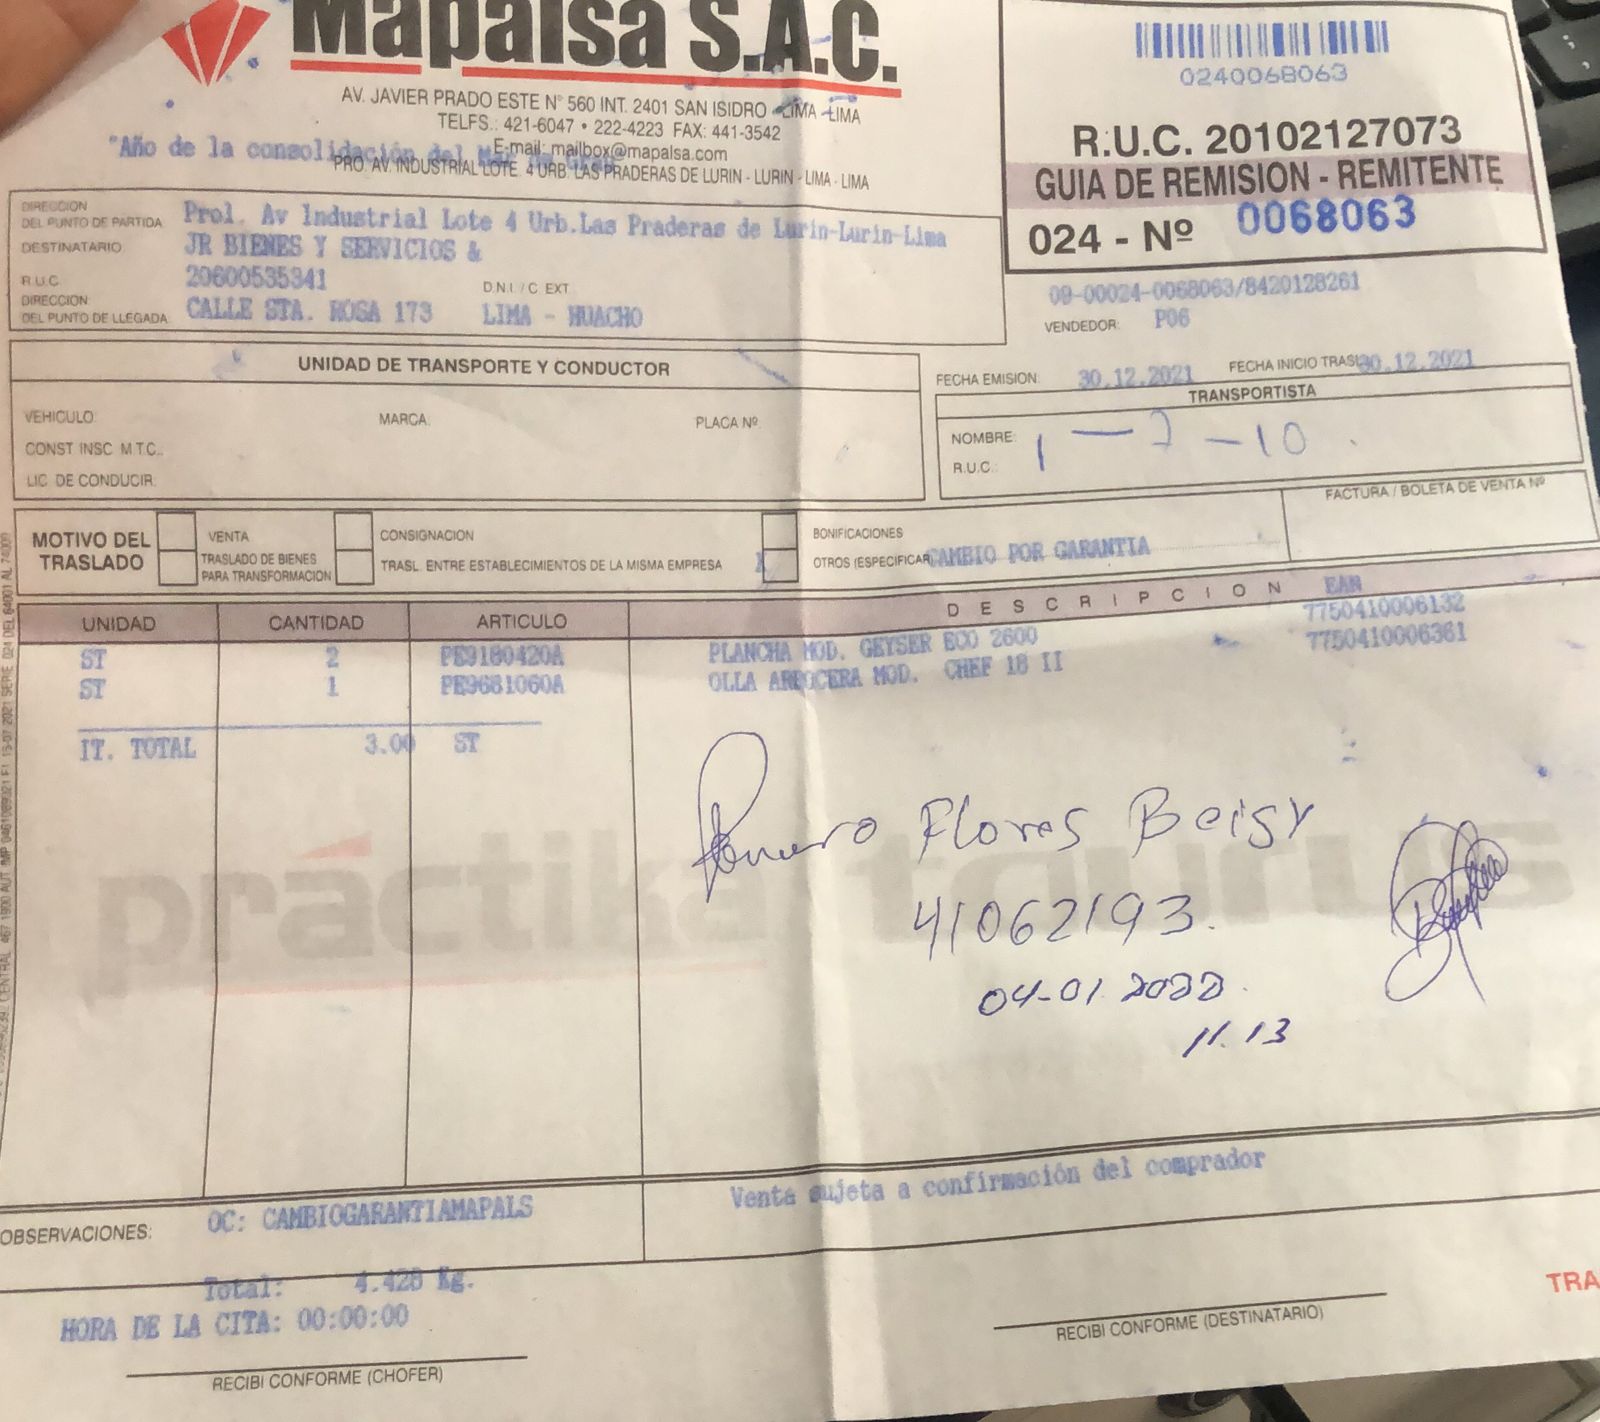 Mapalsa S.A.C.
AV. JAVIER PRADO ESTE N° 560 INT. 2401 SAN ISIDRO - LIMA - LIMA
TELFS.: 421-6047 • 222-4223 FAX: 441-3542
E-mail: mailbox@mapalsa.com
"Año de la consolidación del Mar de Grau"
PRO. AV. INDUSTRIAL LOTE. 4 URB. LAS PRADERAS DE LURIN - LURIN - LIMA - LIMA
0240068063
R.U.C. 20102127073
GUIA DE REMISION - REMITENTE
024 - Nº 0068063
DIRECCION
DEL PUNTO DE PARTIDA Prol. Av Industrial Lote 4 Urb.Las Praderas de Lurin-Lurin-Lima
DESTINATARIO JR BIENES Y SERVICIOS &
R.U.C 20600535341 D.N.I. / C. EXT.
DIRECCION
DEL PUNTO DE LLEGADA: CALLE STA. ROSA 173 LIMA - HUACHO
09-00024-0068063/8420128261
VENDEDOR: P06
UNIDAD DE TRANSPORTE Y CONDUCTOR
VEHICULO: MARCA: PLACA Nº
CONST INSC M.T.C.:
LIC. DE CONDUCIR:
FECHA EMISION: 30.12.2021 FECHA INICIO TRASL 30.12.2021
TRANSPORTISTA
NOMBRE:
R.U.C.:
FACTURA / BOLETA DE VENTA Nº
MOTIVO DEL
TRASLADO
VENTA
TRASLADO DE BIENES
PARA TRANSFORMACION
CONSIGNACION
TRASL. ENTRE ESTABLECIMIENTOS DE LA MISMA EMPRESA
BONIFICACIONES
X OTROS (ESPECIFICAR) CAMBIO POR GARANTIA
UNIDAD CANTIDAD ARTICULO DESCRIPCION EAN
ST 2 PE9180420A PLANCHA MOD. GEYSER ECO 2600 7750410006132
ST 1 PE9681060A OLLA ARROCERA MOD. CHEF 18 II 7750410006361
IT. TOTAL 3.00 ST
práctika taurus
Romero Flores Beisy
41062193.
04-01 2022.
11.13
OBSERVACIONES: OC: CAMBIOGARANTIAMAPALS
Venta sujeta a confirmación del comprador
Total: 4.428 Kg.
HORA DE LA CITA: 00:00:00
RECIBI CONFORME (CHOFER)
RECIBI CONFORME (DESTINATARIO)
TRA